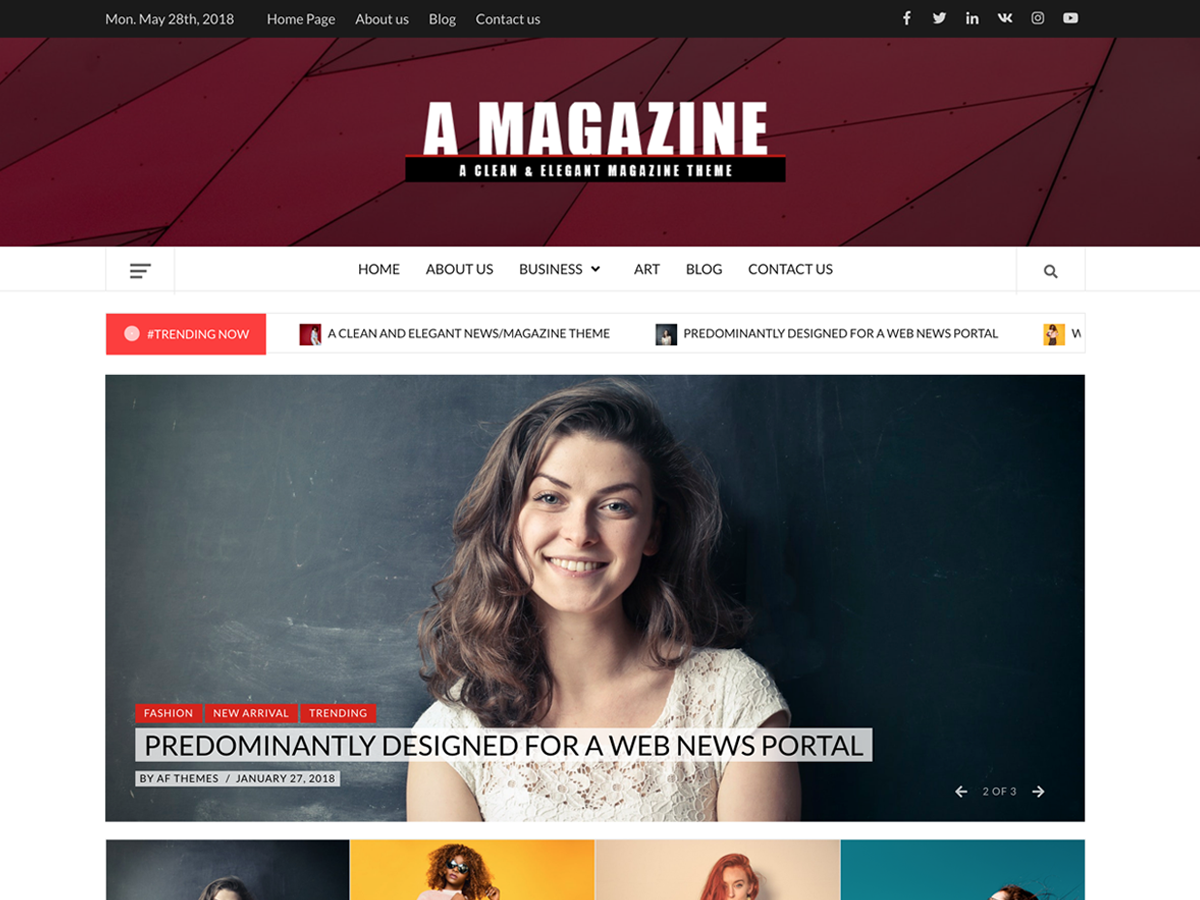 Mon. May 28th, 2018 Home Page About us Blog Contact us
A MAGAZINE
A CLEAN & ELEGANT MAGAZINE THEME
HOME ABOUT US BUSINESS ART BLOG CONTACT US
#TRENDING NOW A CLEAN AND ELEGANT NEWS/MAGAZINE THEME PREDOMINANTLY DESIGNED FOR A WEB NEWS PORTAL
FASHION NEW ARRIVAL TRENDING
PREDOMINANTLY DESIGNED FOR A WEB NEWS PORTAL
BY AF THEMES / JANUARY 27, 2018
2 OF 3